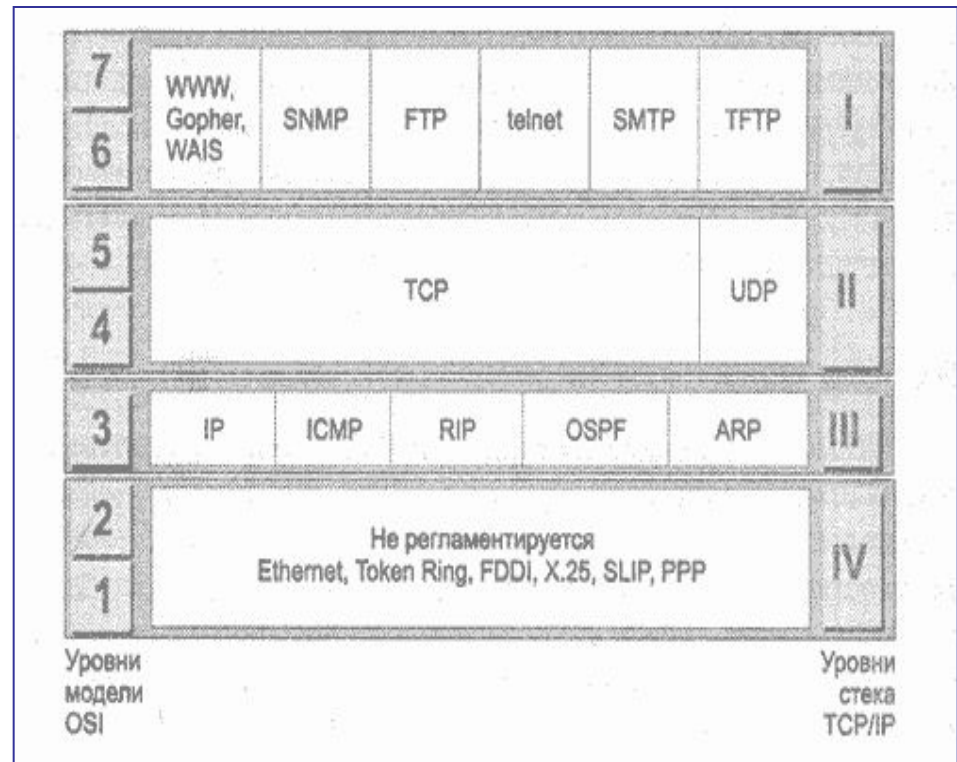 7
6
WWW,
Gopher,
WAIS
SNMP
FTP
telnet
SMTP
TFTP
I
5
4
TCP
UDP
II
3
IP
ICMP
RIP
OSPF
ARP
III
2
1
Не регламентируется
Ethernet, Token Ring, FDDI, X.25, SLIP, PPP
IV
Уровни
модели
OSI
Уровни
стека
TCP/IP